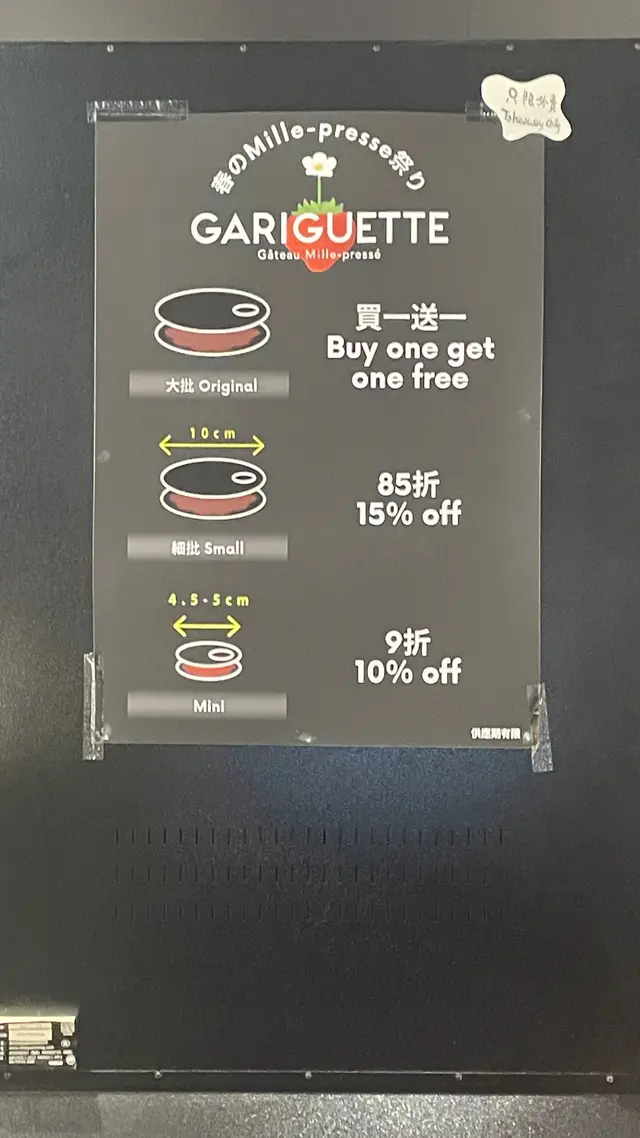 只限外賣
Takeaway Only
春のMille-presse祭り
GARIGUETTE
Gâteau Mille-pressé
買一送一
Buy one get
one free
大批 Original
10cm
85折
15% off
細批 Small
4.5-5cm
9折
10% off
Mini
供應期有限